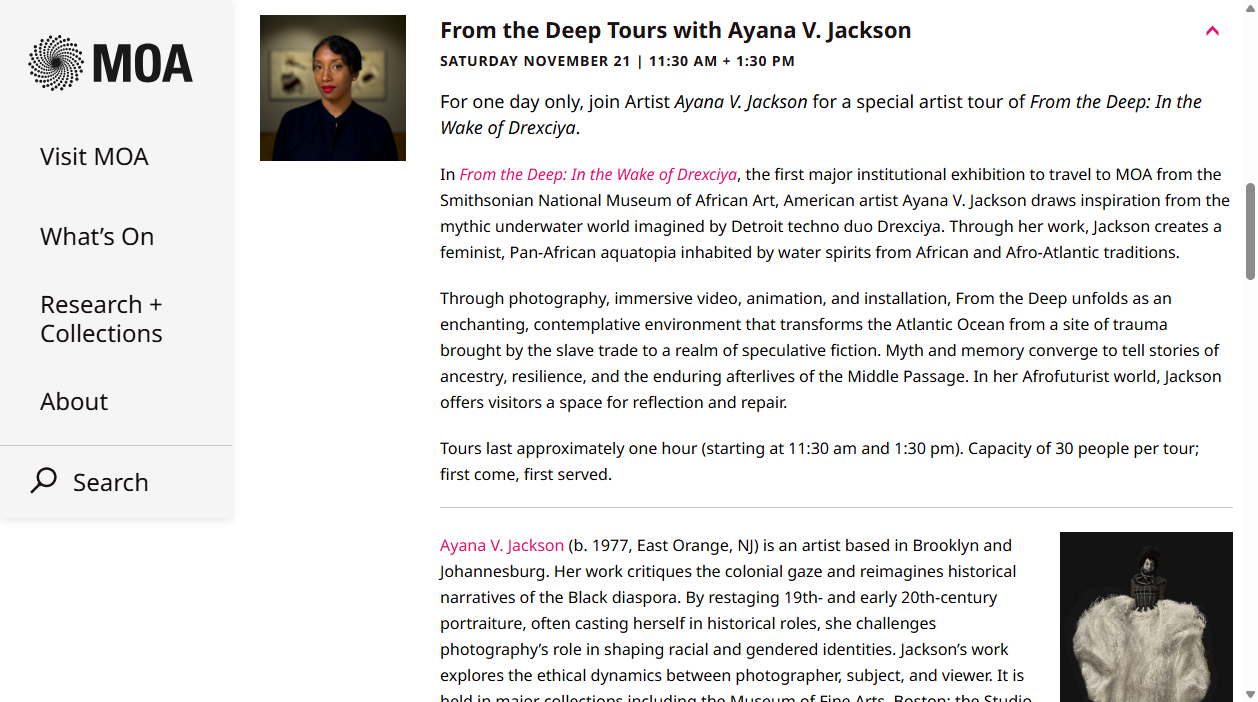 MOA
Visit MOA
What's On
Research +
Collections
About
Search
From the Deep Tours with Ayana V. Jackson
SATURDAY NOVEMBER 21 | 11:30 AM + 1:30 PM
For one day only, join Artist Ayana V. Jackson for a special artist tour of From the Deep: In the
Wake of Drexciya.
In From the Deep: In the Wake of Drexciya, the first major institutional exhibition to travel to MOA from the
Smithsonian National Museum of African Art, American artist Ayana V. Jackson draws inspiration from the
mythic underwater world imagined by Detroit techno duo Drexciya. Through her work, Jackson creates a
feminist, Pan-African aquatopia inhabited by water spirits from African and Afro-Atlantic traditions.
Through photography, immersive video, animation, and installation, From the Deep unfolds as an
enchanting, contemplative environment that transforms the Atlantic Ocean from a site of trauma
brought by the slave trade to a realm of speculative fiction. Myth and memory converge to tell stories of
ancestry, resilience, and the enduring afterlives of the Middle Passage. In her Afrofuturist world, Jackson
offers visitors a space for reflection and repair.
Tours last approximately one hour (starting at 11:30 am and 1:30 pm). Capacity of 30 people per tour;
first come, first served.
Ayana V. Jackson (b. 1977, East Orange, NJ) is an artist based in Brooklyn and
Johannesburg. Her work critiques the colonial gaze and reimagines historical
narratives of the Black diaspora. By restaging 19th- and early 20th-century
portraiture, often casting herself in historical roles, she challenges
photography's role in shaping racial and gendered identities. Jackson's work
explores the ethical dynamics between photographer, subject, and viewer. It is
held in major collections including the Museum of Fine Arts, Boston; the Studio